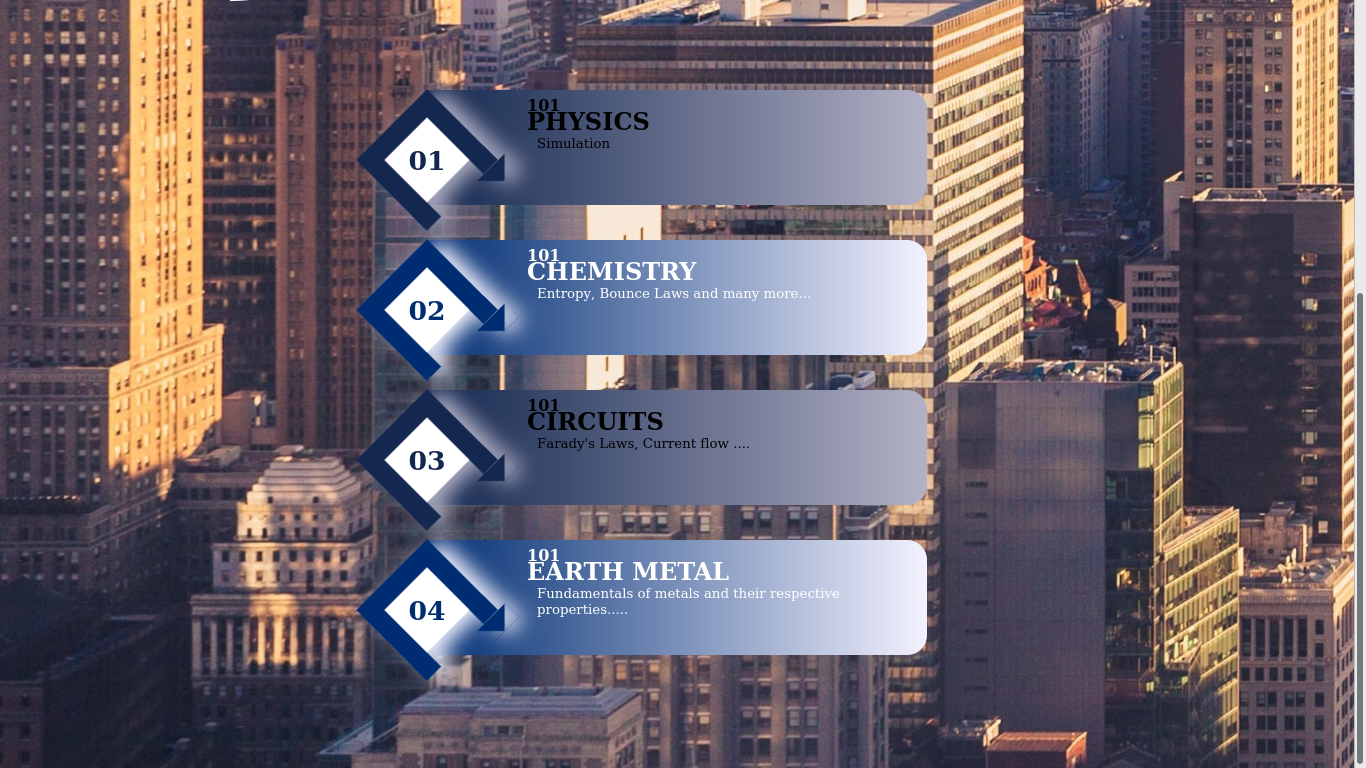 01
101
PHYSICS
Simulation
02
101
CHEMISTRY
Entropy, Bounce Laws and many more...
03
101
CIRCUITS
Farady's Laws, Current flow ....
04
101
EARTH METAL
Fundamentals of metals and their respective
properties.....